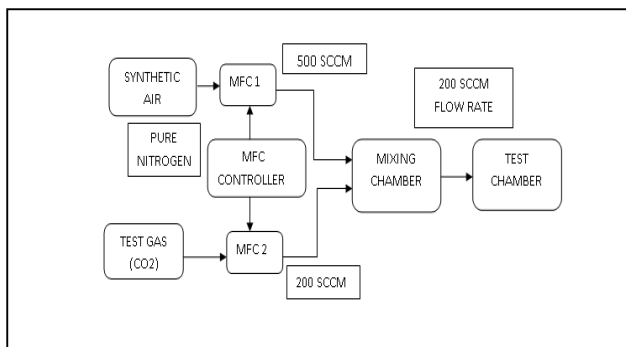 500 SCCM
SYNTHETIC
AIR
MFC 1
200 SCCM
FLOW RATE
PURE
NITROGEN
MFC
CONTROLLER
MIXING
CHAMBER
TEST
CHAMBER
TEST GAS
(CO2)
MFC 2
200 SCCM